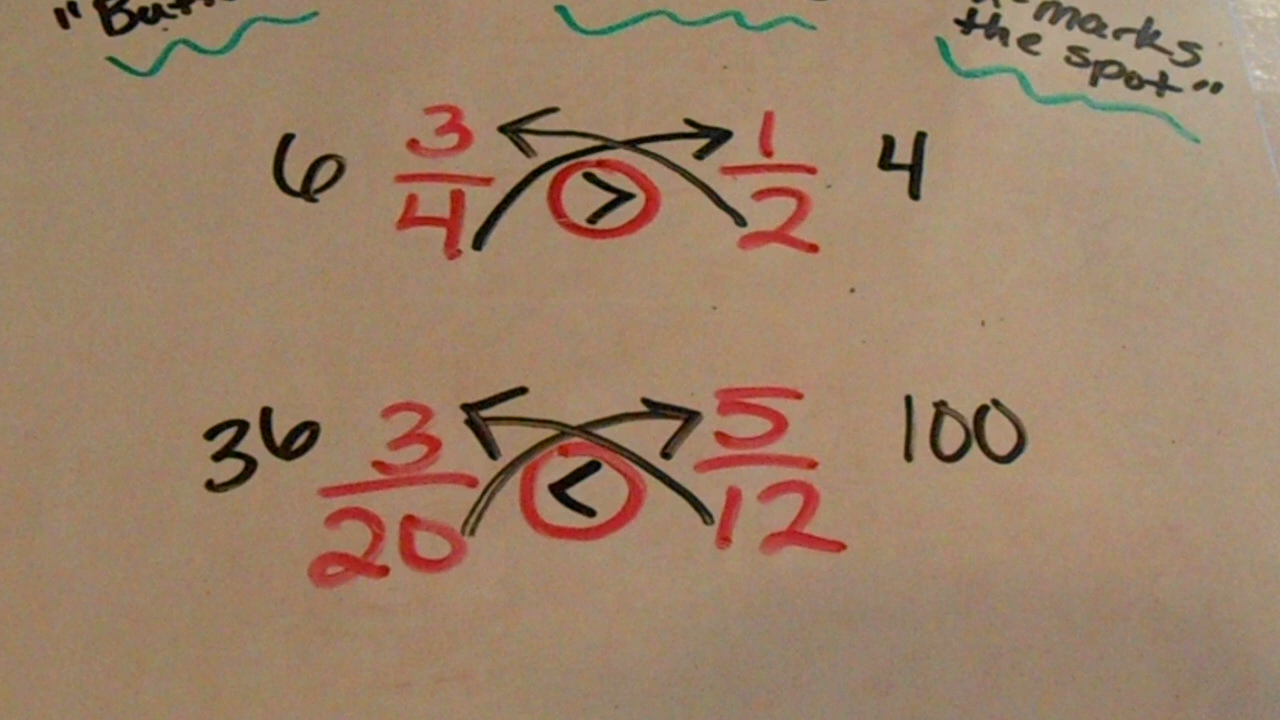 marks
the spot"
6 3/4 > 1/2 4
36 3/20 < 5/12 100